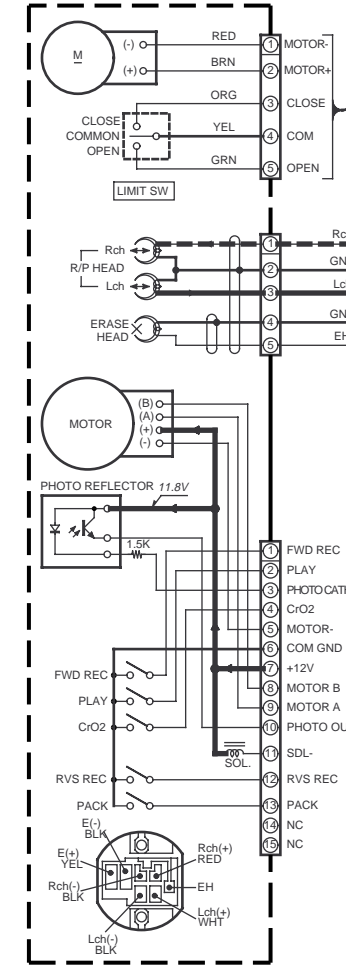 (-) RED 1 MOTOR-
M
(+) BRN 2 MOTOR+
ORG 3 CLOSE
CLOSE
COMMON YEL 4 COM
OPEN
GRN 5 OPEN
LIMIT SW
1
Rch
R/P HEAD 2
Lch 3
ERASE 4
HEAD
5
(B)
(A)
MOTOR (+)
(-)
PHOTO REFLECTOR 11.8V
1.5K
1 FWD REC
2 PLAY
3
4 CrO2
5 MOTOR-
6 COM GND
7 +12V
FWD REC
8 MOTOR B
PLAY
9 MOTOR A
CrO2 10 PHOTO
11 SDL-
SOL.
RVS REC 12 RVS REC
PACK 13 PACK
14 NC
15 NC
E(-)
BLK
E(+)
YEL
Rch(+)
RED
Rch(-)
BLK
EH
Lch(+)
WHT
Lch(-)
BLK